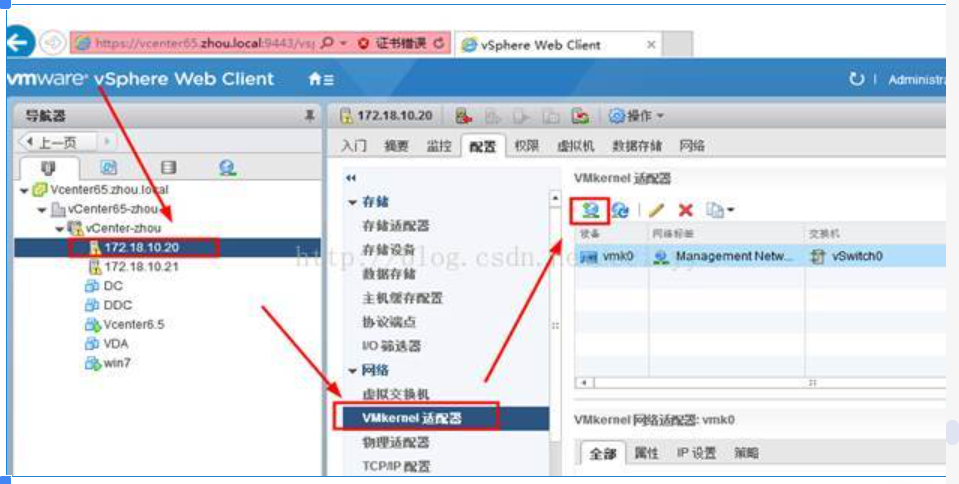 https://vcenter65.zhou.local:9443/vsp 证书错误 vSphere Web Client
vmware® vSphere Web Client Administra
导航器
上一页
Vcenter65.zhou.local
vCenter65-zhou
vCenter-zhou
172.18.10.20
172.18.10.21
DC
DDC
Vcenter6.5
VDA
win7
172.18.10.20 操作
入门 摘要 监控 配置 权限 虚拟机 数据存储 网络
存储
存储适配器
存储设备
数据存储
主机缓存配置
协议端点
I/O 筛选器
网络
虚拟交换机
VMkernel 适配器
物理适配器
TCP/IP 配置
VMkernel 适配器
设备 网络标签 交换机
vmk0 Management Netw... vSwitch0
VMkernel 网络适配器: vmk0
全部 属性 IP 设置 策略
http://blog.csdn.ne